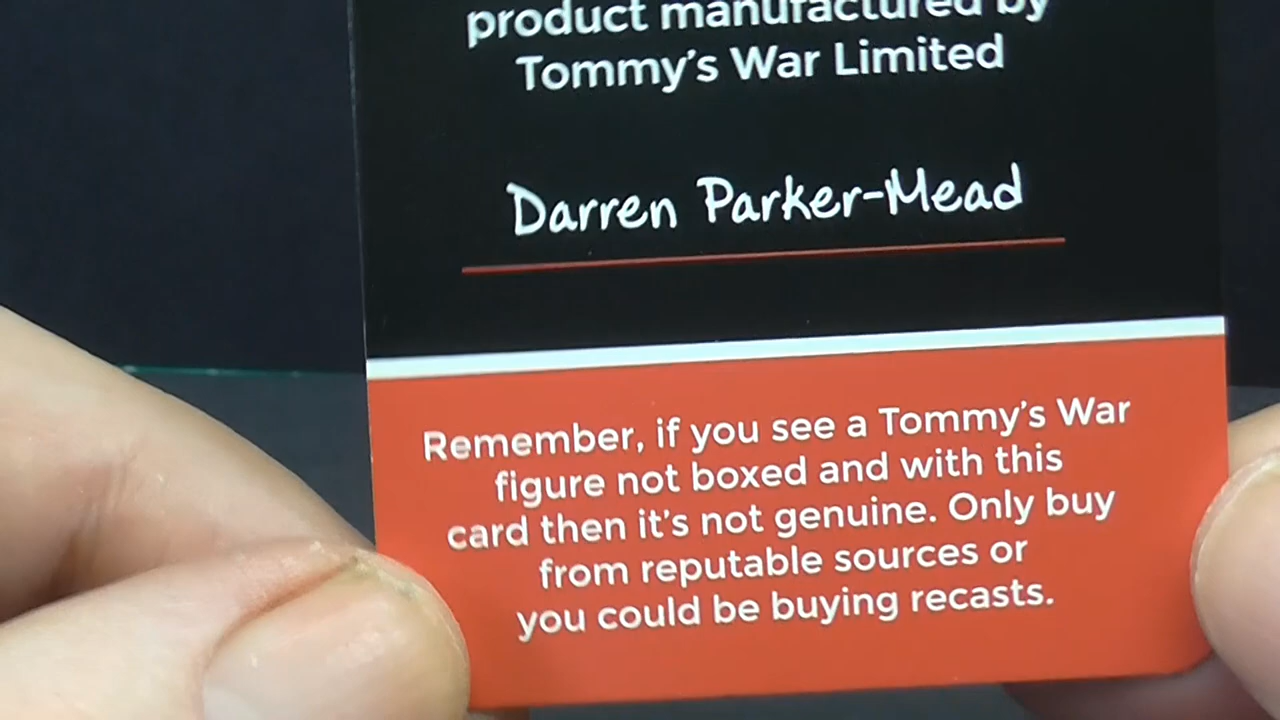 product manufactured by
Tommy's War Limited
Darren Parker-Mead
Remember, if you see a Tommy's War
figure not boxed and with this
card then it's not genuine. Only buy
from reputable sources or
you could be buying recasts.